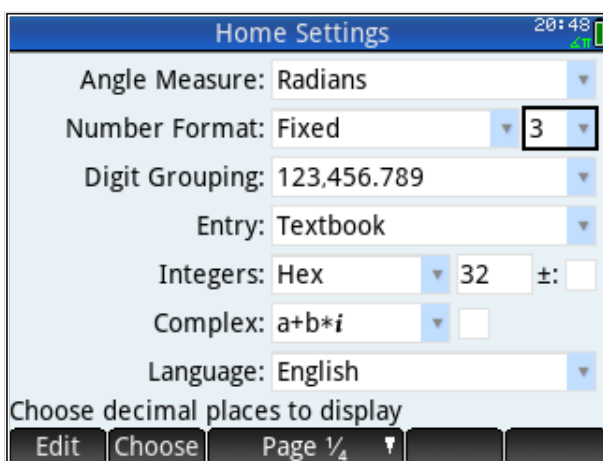 Home Settings 20:48
∡π
Angle Measure: Radians
Number Format: Fixed 3
Digit Grouping: 123,456.789
Entry: Textbook
Integers: Hex 32 ±:
Complex: a+b*i
Language: English
Choose decimal places to display
Edit Choose Page ¼